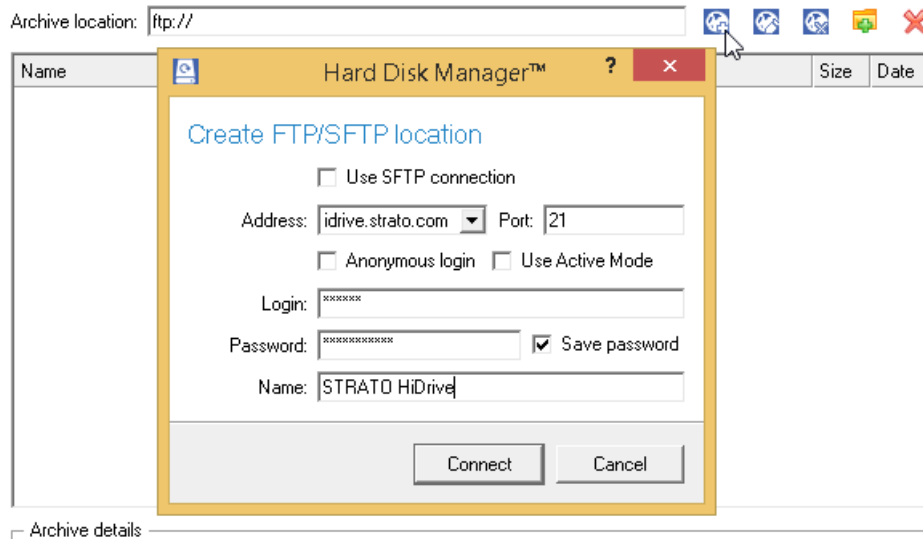 Archive location: ftp://
Name Size Date
Hard Disk Manager™ ?
Create FTP/SFTP location
Use SFTP connection
Address: idrive.strato.com Port: 21
Anonymous login Use Active Mode
Login: ******
Password: *********** Save password
Name: STRATO HiDrive
Connect Cancel
Archive details